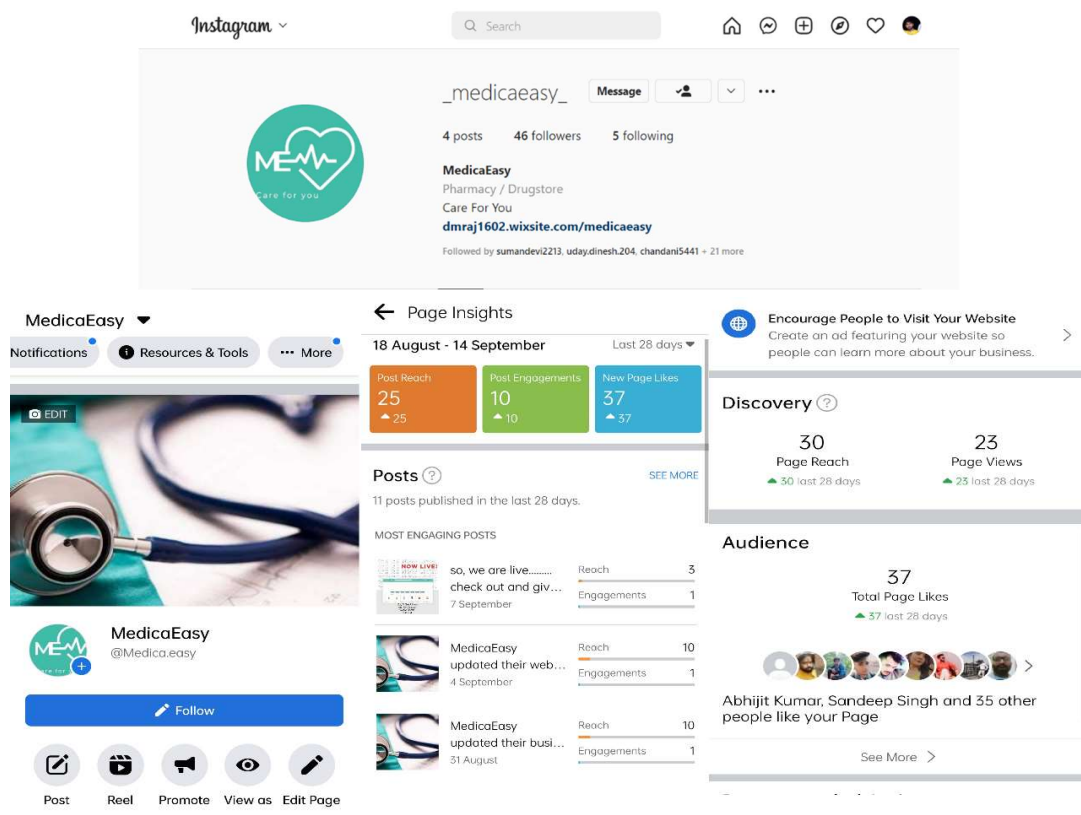 Instagram
Search
_medicaeasy_ Message
4 posts 46 followers 5 following
MedicaEasy
Pharmacy / Drugstore
Care For You
dmraj1602.wixsite.com/medicaeasy
Followed by sumandevi2213, uday.dinesh.204, chandani5441 + 21 more
ME
Care for you
MedicaEasy
Notifications
Resources & Tools
More
EDIT
ME
MedicaEasy
@Medica.easy
Follow
Post Reel Promote View as Edit Page
Page Insights
18 August - 14 September Last 28 days
Post Reach Post Engagements New Page Likes
25 10 37
25 10 37
Posts ? SEE MORE
11 posts published in the last 28 days.
MOST ENGAGING POSTS
NOW LIVE!
so, we are live......... Reach 3
check out and giv... Engagements 1
7 September
MedicaEasy Reach 10
updated their web... Engagements 1
4 September
MedicaEasy Reach 10
updated their busi... Engagements 1
31 August
Encourage People to Visit Your Website
Create an ad featuring your website so
people can learn more about your business.
Discovery ?
30 23
Page Reach Page Views
30 last 28 days 23 last 28 days
Audience
37
Total Page Likes
37 last 28 days
Abhijit Kumar, Sandeep Singh and 35 other
people like your Page
See More